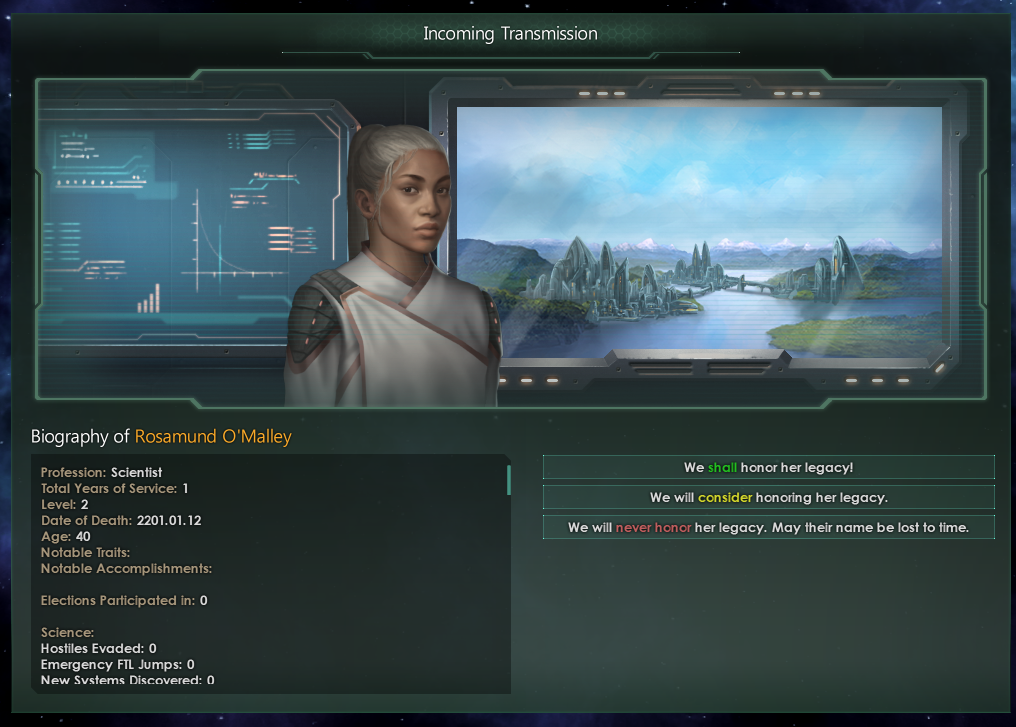 Incoming Transmission
Biography of Rosamund O'Malley
Profession: Scientist
Total Years of Service: 1
Level: 2
Date of Death: 2201.01.12
Age: 40
Notable Traits:
Notable Accomplishments:
Elections Participated in: 0
Science:
Hostiles Evaded: 0
Emergency FTL Jumps: 0
New Systems Discovered: 0
We shall honor her legacy!
We will consider honoring her legacy.
We will never honor her legacy. May their name be lost to time.